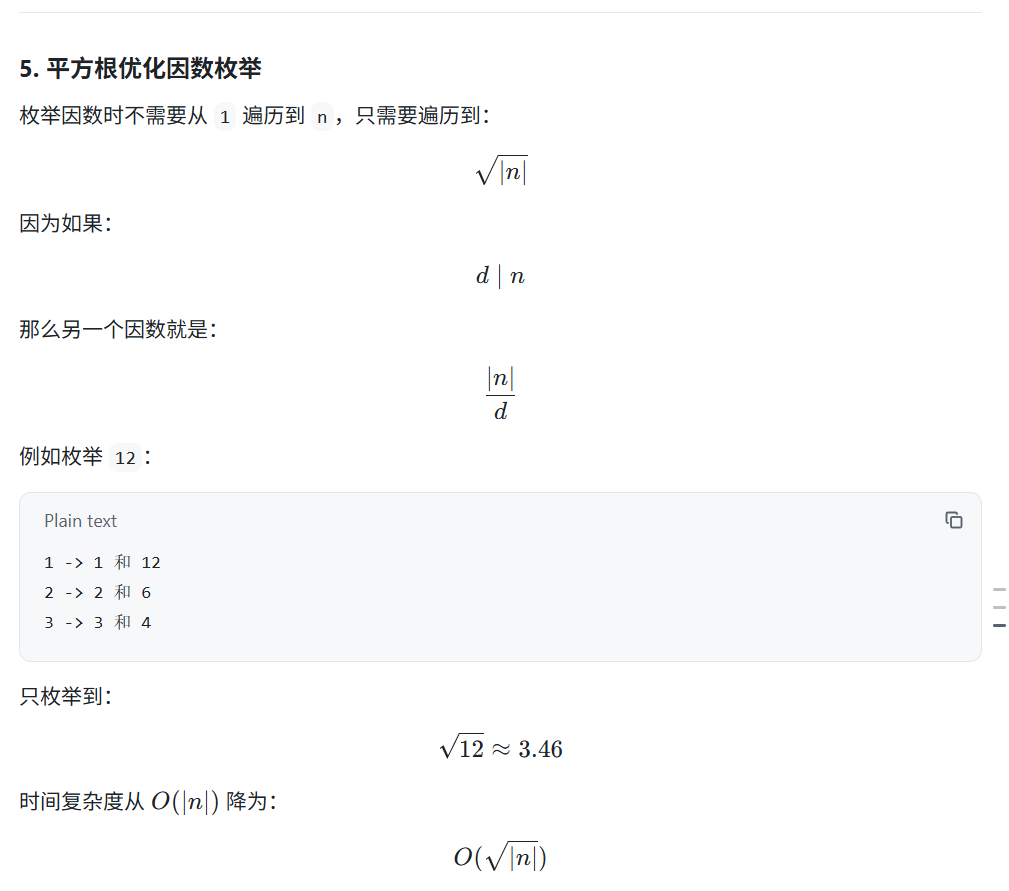 5. 平方根优化因数枚举
枚举因数时不需要从 1 遍历到 n，只需要遍历到：
√|n|
因为如果：
d | n
那么另一个因数就是：
|n|
d
例如枚举 12：
Plain text
1 -> 1 和 12
2 -> 2 和 6
3 -> 3 和 4
只枚举到：
√12 ≈ 3.46
时间复杂度从 O(|n|) 降为：
O(√|n|)